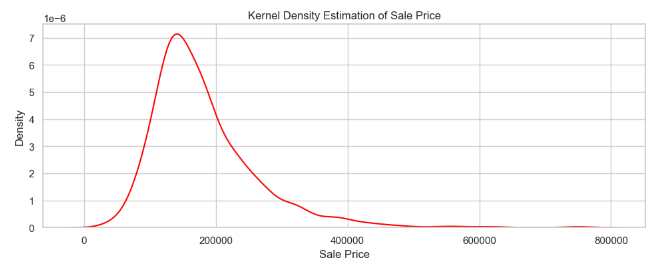 Kernel Density Estimation of Sale Price
1e−6
7
6
5
4
3
2
1
0
Density
0 200000 400000 600000 800000
Sale Price